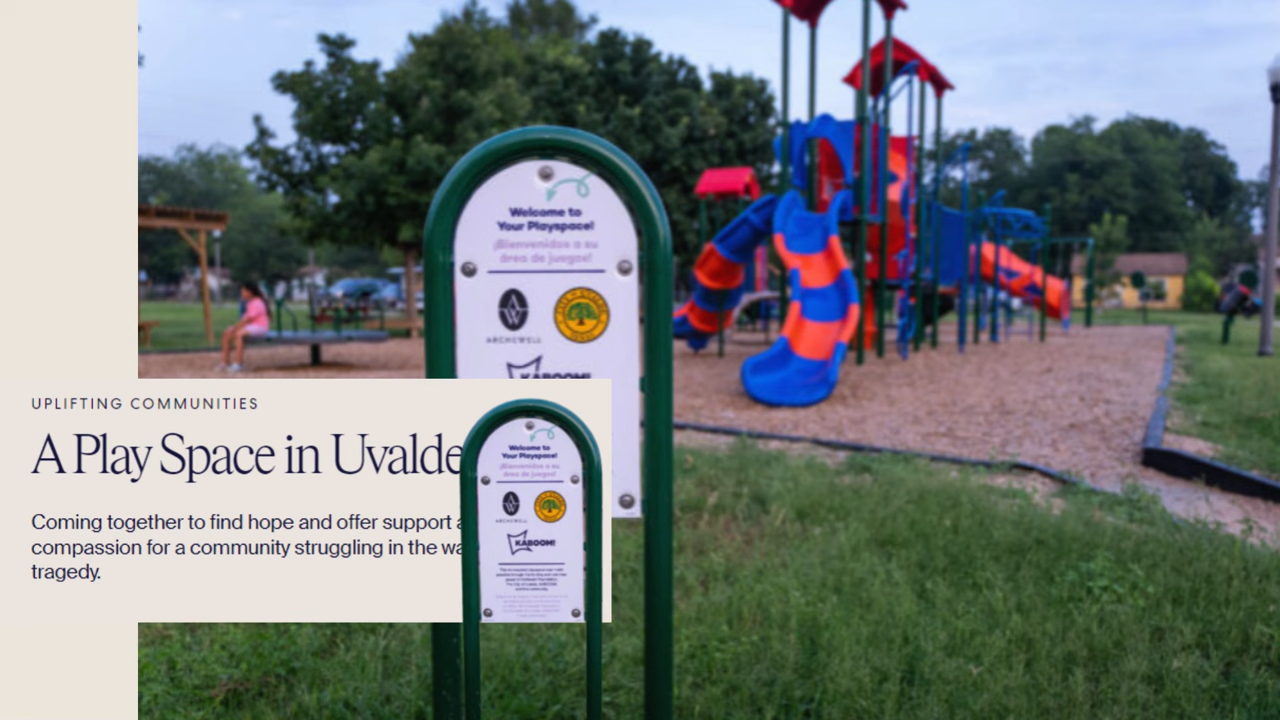 Welcome to
Your Playspace!
¡Bienvenidos a su
área de juegos!
ARCHEWELL
KABOOM!
UPLIFTING COMMUNITIES
A Play Space in Uvalde
Coming together to find hope and offer support
compassion for a community struggling in the
tragedy.
Welcome to
Your Playspace!
¡Bienvenidos a su
área de juegos!
ARCHEWELL
KABOOM!